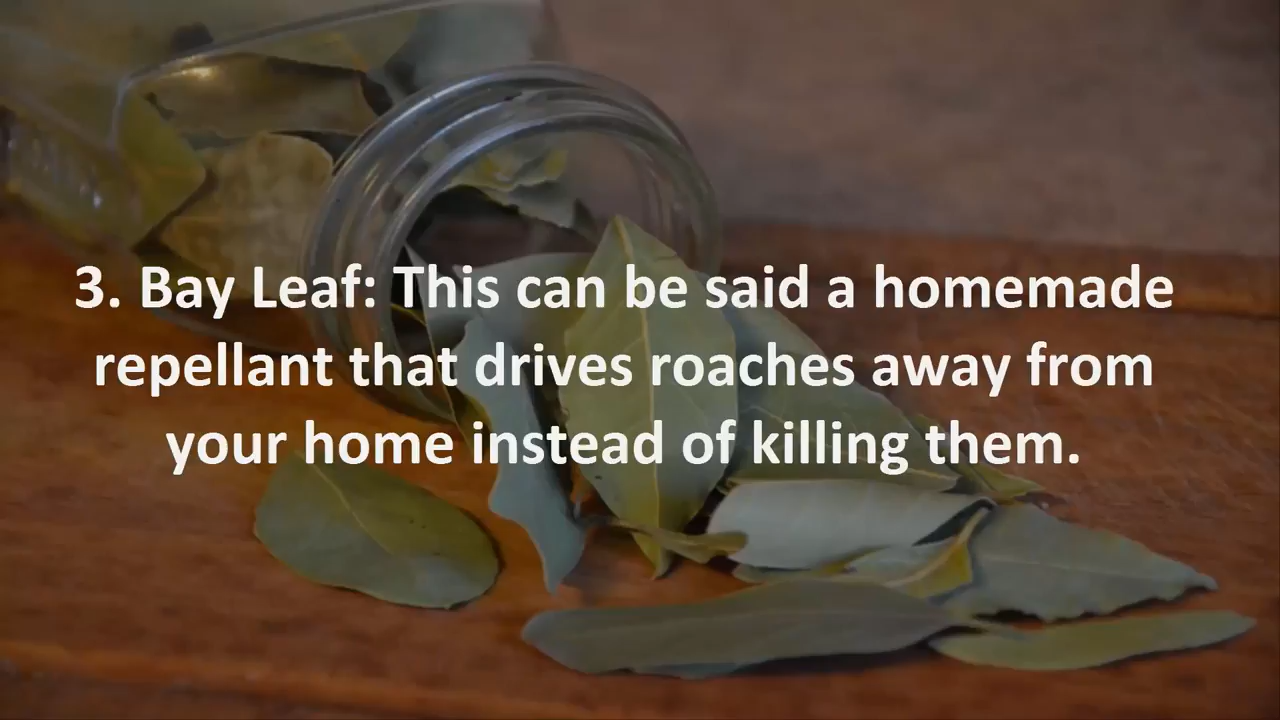 3. Bay Leaf: This can be said a homemade
repellant that drives roaches away from
your home instead of killing them.